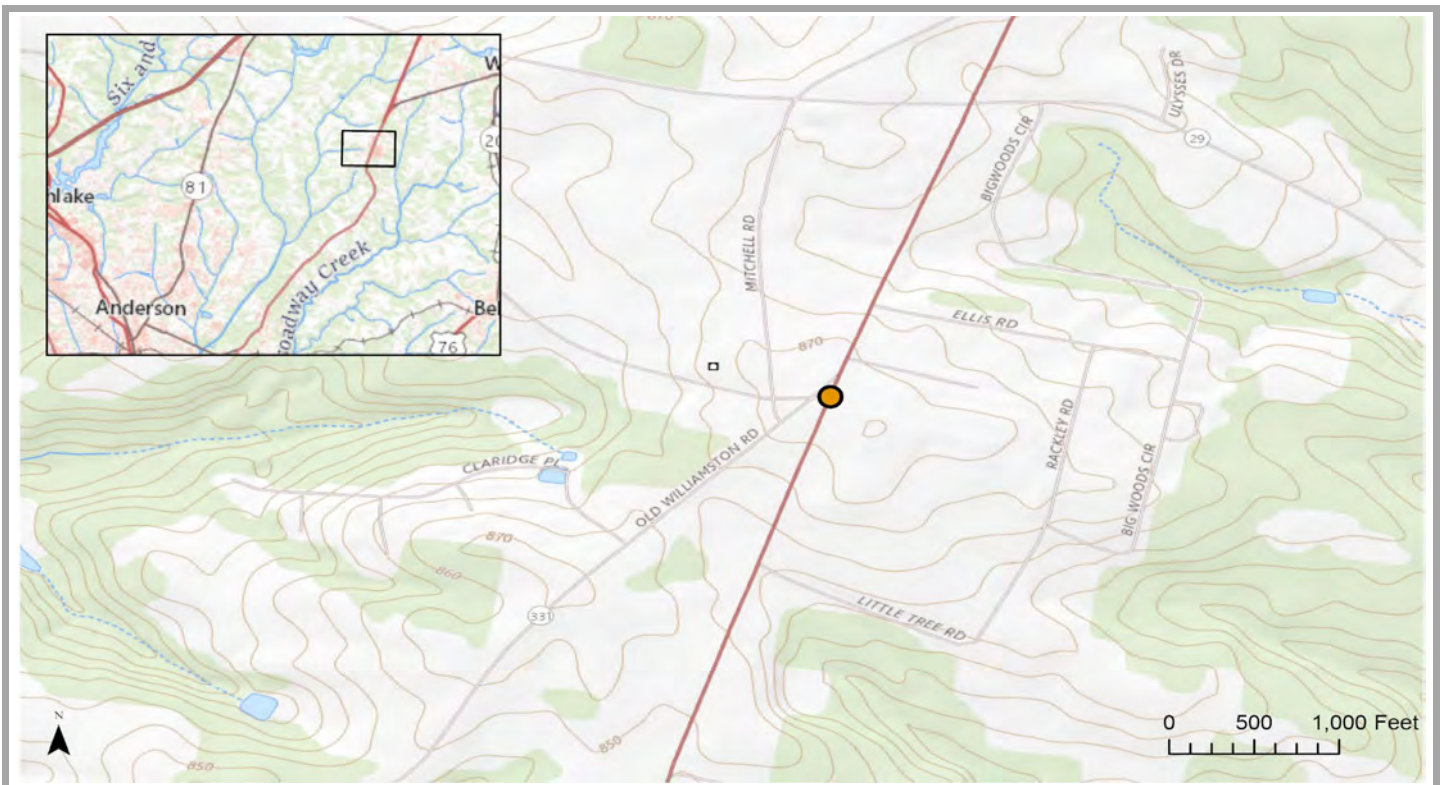 870
Six and
W
20
81
nlake
Broadway Creek
Anderson
Bel
76
ULYSSES DR
29
BIGWOODS CIR
MITCHELL RD
ELLIS RD
870
RACKLEY RD
CLARIDGE PL
OLD WILLIAMSTON RD
BIG WOODS CIR
870
860
331
LITTLE TREE RD
N
0 500 1,000 Feet
850
850